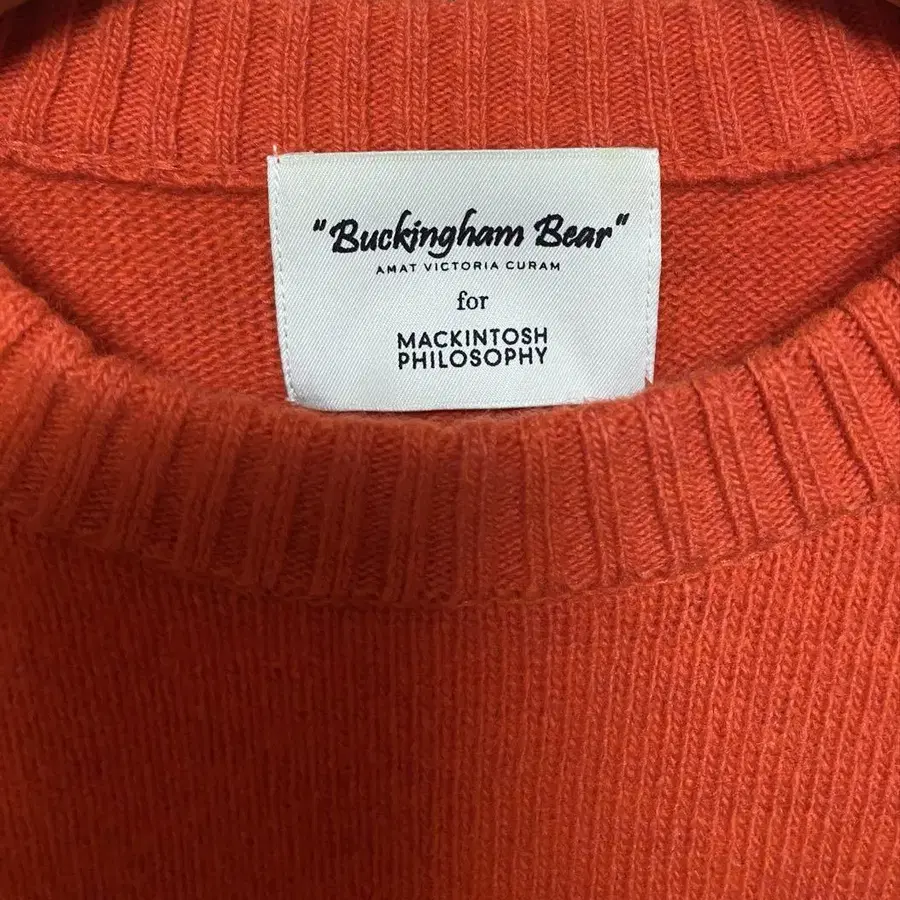 "Buckingham Bear"
AMAT VICTORIA CURAM
for
MACKINTOSH
PHILOSOPHY